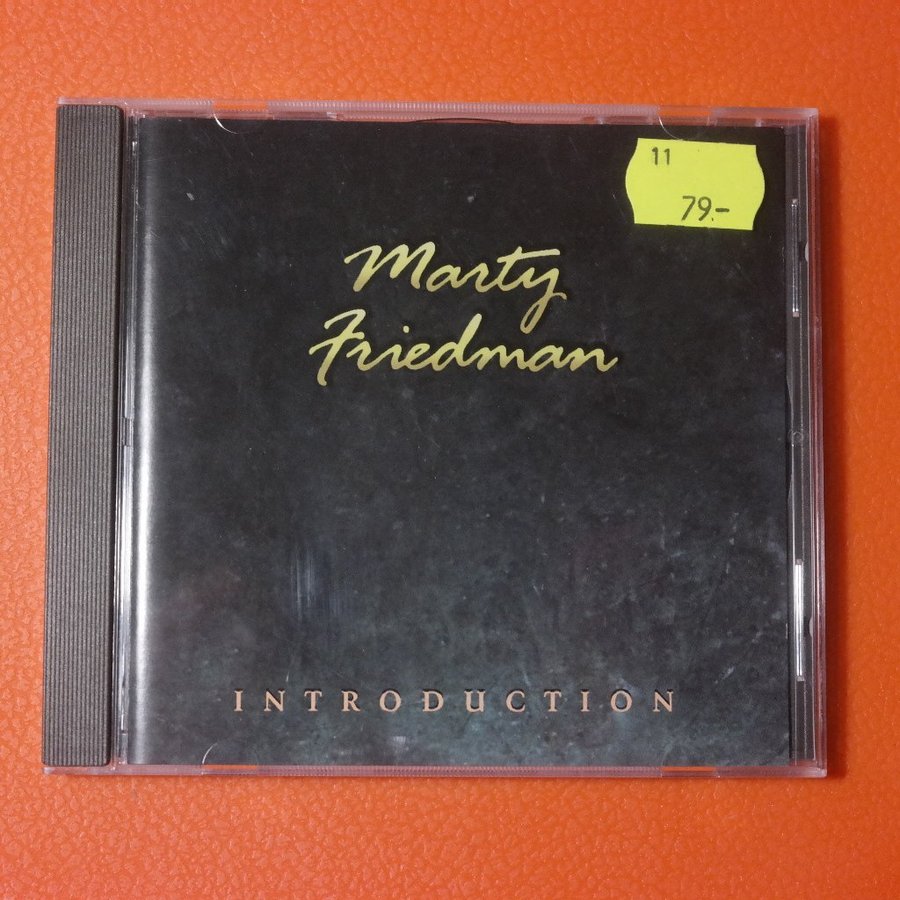 11
79.-
Marty
Friedman
INTRODUCTION